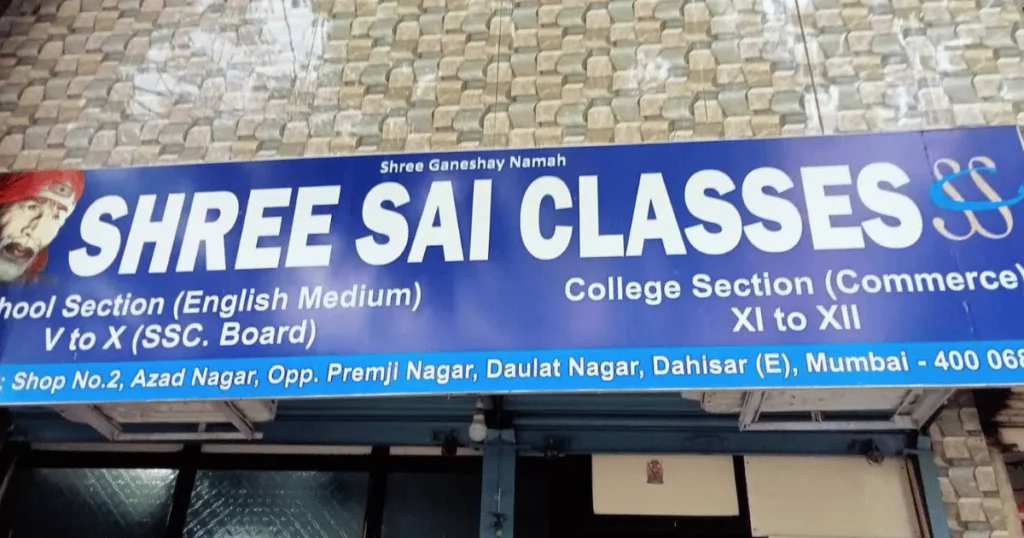 Shree Ganeshay Namah
SHREE SAI CLASSES
hool Section (English Medium)
V to X (SSC. Board)
College Section (Commerce)
XI to XII
: Shop No.2, Azad Nagar, Opp. Premji Nagar, Daulat Nagar, Dahisar (E), Mumbai - 400 068